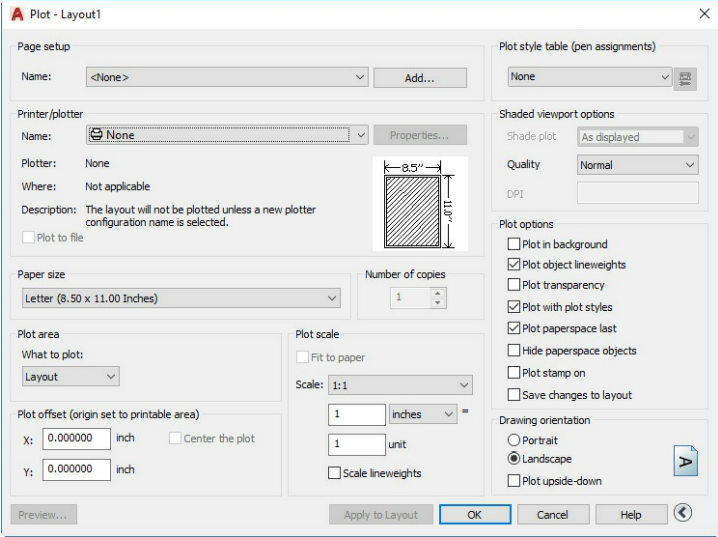 Plot - Layout1
Page setup
Name:
<None>
Add...
Plot style table (pen assignments)
None
Printer/plotter
Name:
None
Properties...
Plotter:
None
Where:
Not applicable
Description:
The layout will not be plotted unless a new plotter
configuration name is selected.
Plot to file
8.5″
11.0″
Shaded viewport options
Shade plot
As displayed
Quality
Normal
DPI
Paper size
Letter (8.50 x 11.00 Inches)
Number of copies
1
Plot options
Plot in background
Plot object lineweights
Plot transparency
Plot with plot styles
Plot paperspace last
Hide paperspace objects
Plot stamp on
Save changes to layout
Plot area
What to plot:
Layout
Plot scale
Fit to paper
Scale:
1:1
1
inches
=
1
unit
Scale lineweights
Plot offset (origin set to printable area)
X:
0.000000
inch
Center the plot
Y:
0.000000
inch
Drawing orientation
Portrait
Landscape
Plot upside-down
A
Preview...
Apply to Layout
OK
Cancel
Help